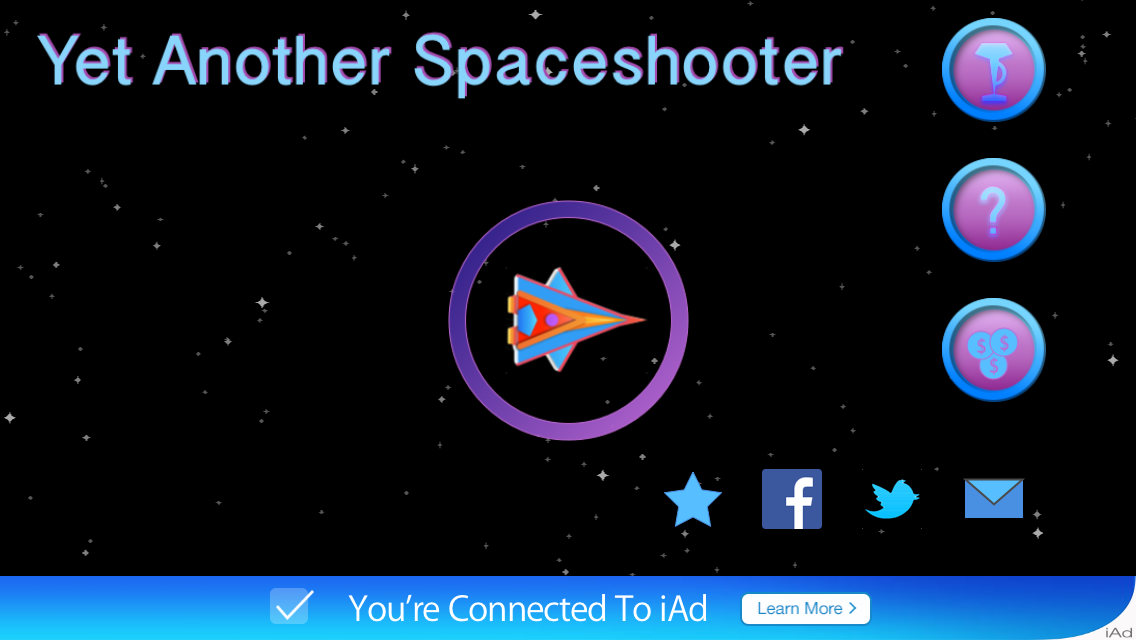 Yet Another Spaceshooter
?
$ $
$
f
You’re Connected To iAd
Learn More >
iAd